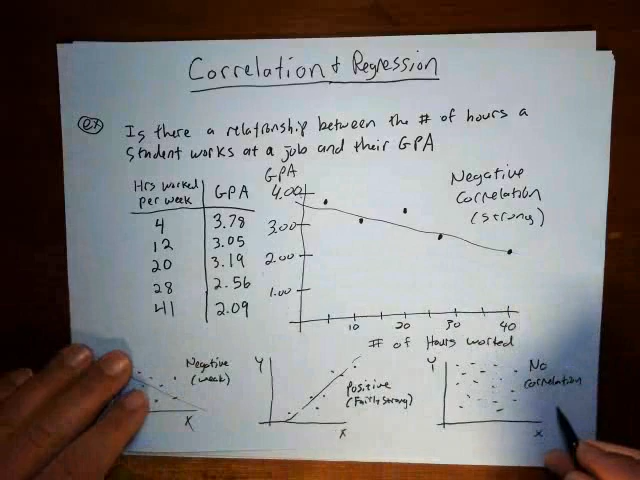 Correlation & Regression
ex
Is there a relationship between the # of hours a
student works at a job and their GPA
Hrs worked
per week
GPA
4 3.78
12 3.05
20 3.19
28 2.56
41 2.09
GPA
4.00
3.00
2.00
1.00
10 20 30 40
# of Hours worked
Negative
Correlation
(strong)
Negative
(weak)
X
Y
Positive
(Fairly strong)
X
Y
No
Correlation
X